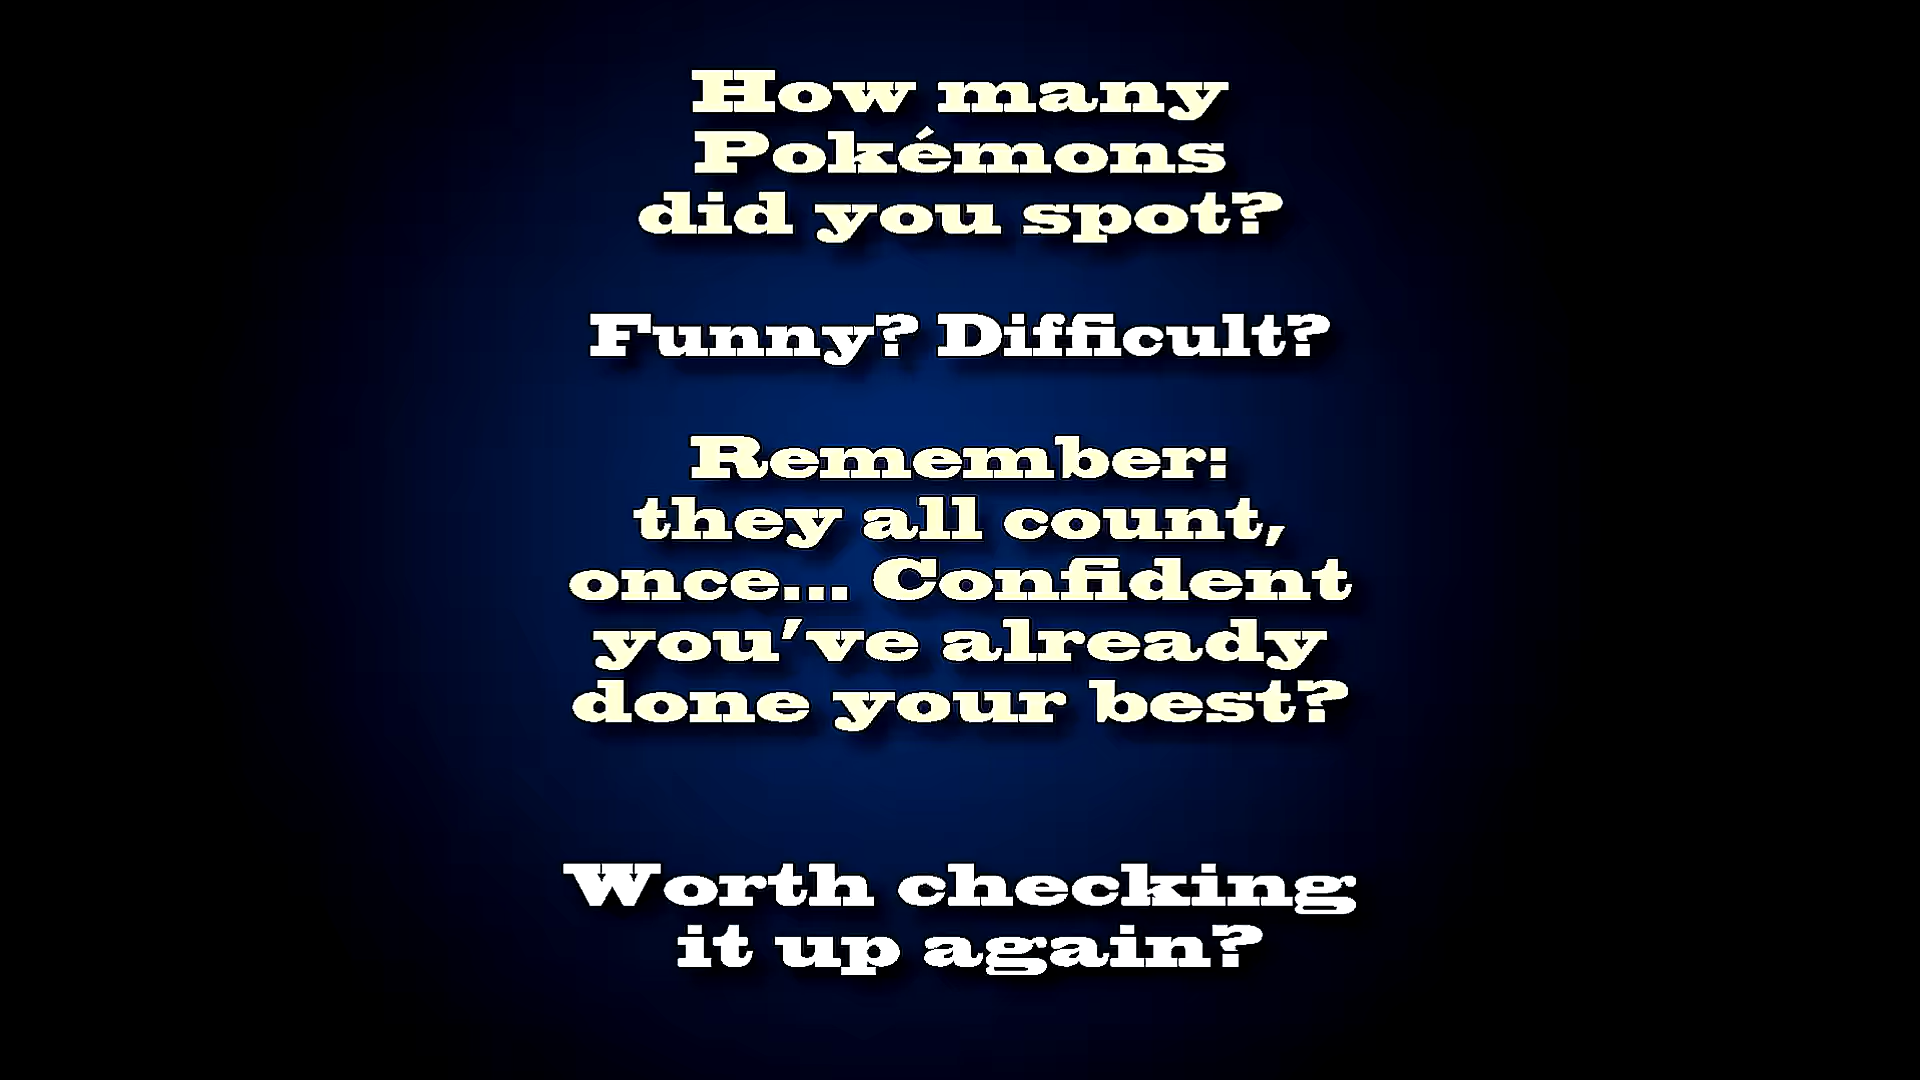 How many
Pokémons
did you spot?
Funny? Difficult?
Remember:
they all count,
once... Confident
you've already
done your best?
Worth checking
it up again?